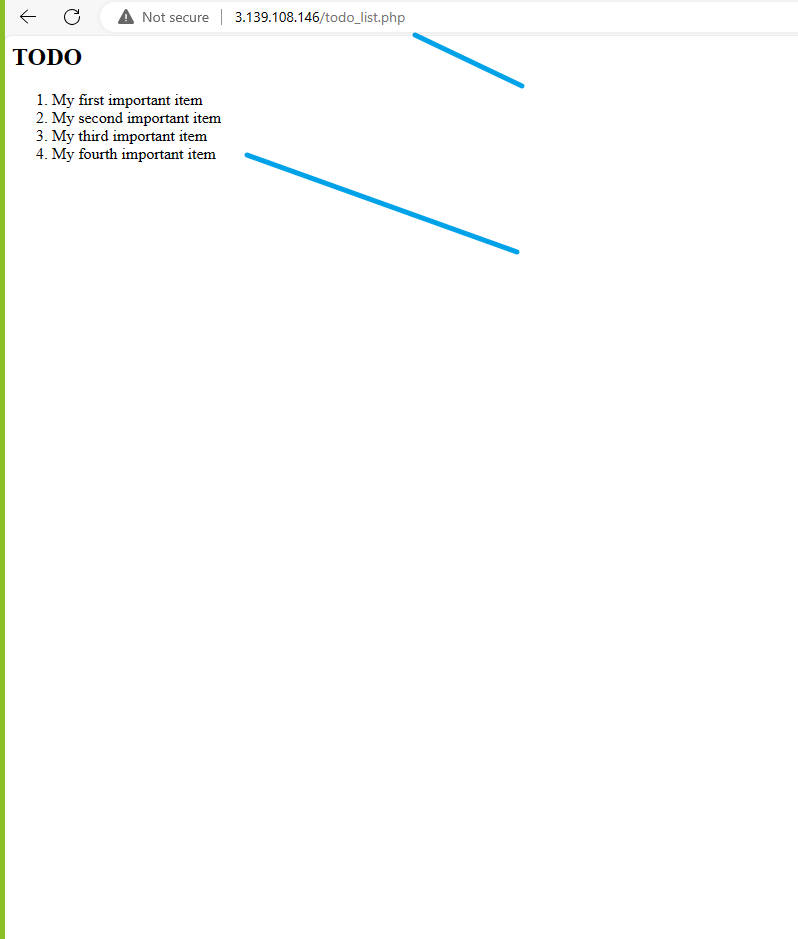 Not secure | 3.139.108.146/todo_list.php
TODO
1. My first important item
2. My second important item
3. My third important item
4. My fourth important item